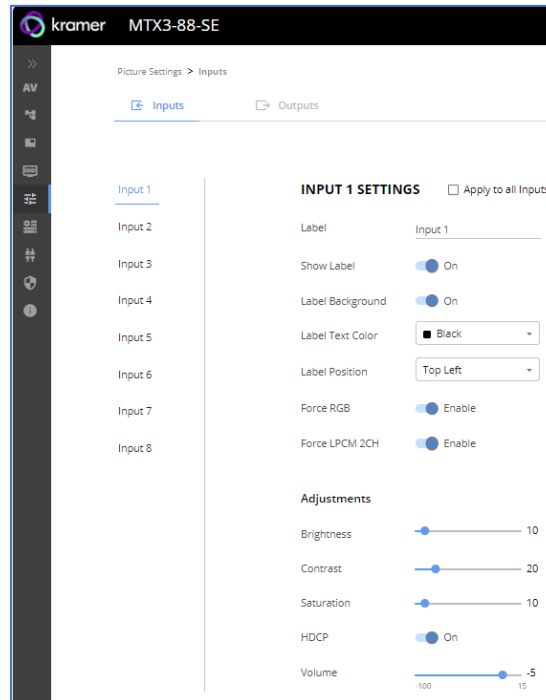 kramer MTX3-88-SE
AV
Picture Settings > Inputs
Inputs Outputs
Input 1
Input 2
Input 3
Input 4
Input 5
Input 6
Input 7
Input 8
INPUT 1 SETTINGS Apply to all Inputs
Label Input 1
Show Label On
Label Background On
Label Text Color Black
Label Position Top Left
Force RGB Enable
Force LPCM 2CH Enable
Adjustments
Brightness 10
Contrast 20
Saturation 10
HDCP On
Volume -5
-100 15